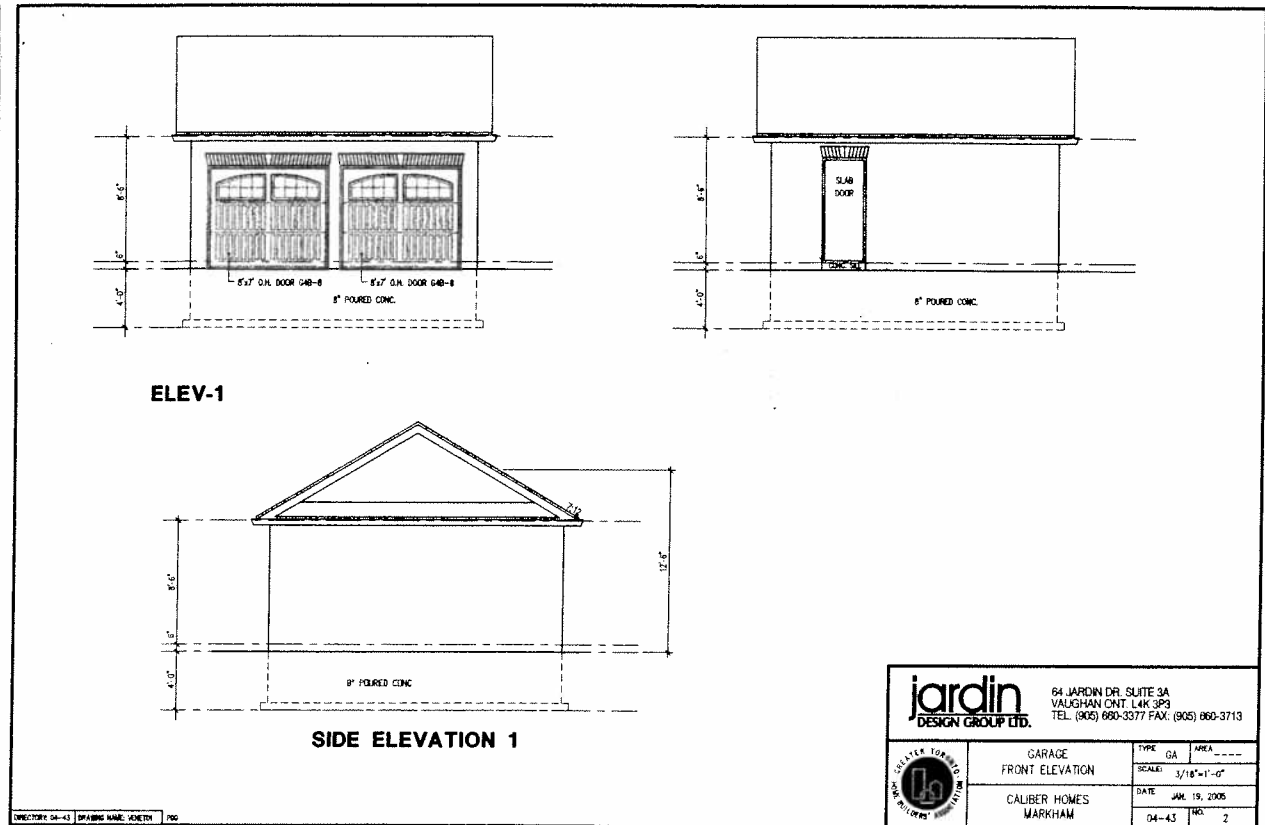 8'-6"
6"
4'-0"
8'x7' O.H. DOOR G4B-8
8'x7' O.H. DOOR G4B-8
8" POURED CONC.
ELEV-1
8'-6"
6"
4'-0"
SLAB
DOOR
CONC. SILL
8" POURED CONC.
7:12
8'-6"
6"
4'-0"
12'-6"
8" POURED CONC
SIDE ELEVATION 1
jardin
DESIGN GROUP LTD.
64 JARDIN DR. SUITE 3A
VAUGHAN ONT. L4K 3P3
TEL. (905) 660-3377 FAX: (905) 660-3713
GREATER TORONTO
HOME BUILDERS' ASSOCIATION
GARAGE
FRONT ELEVATION
CALIBER HOMES
MARKHAM
TYPE GA
AREA ----
SCALE: 3/16"=1'-0"
DATE JAN. 19, 2005
04-43
NO. 2
DIRECTORY: 04-43 DRAWING NAME: